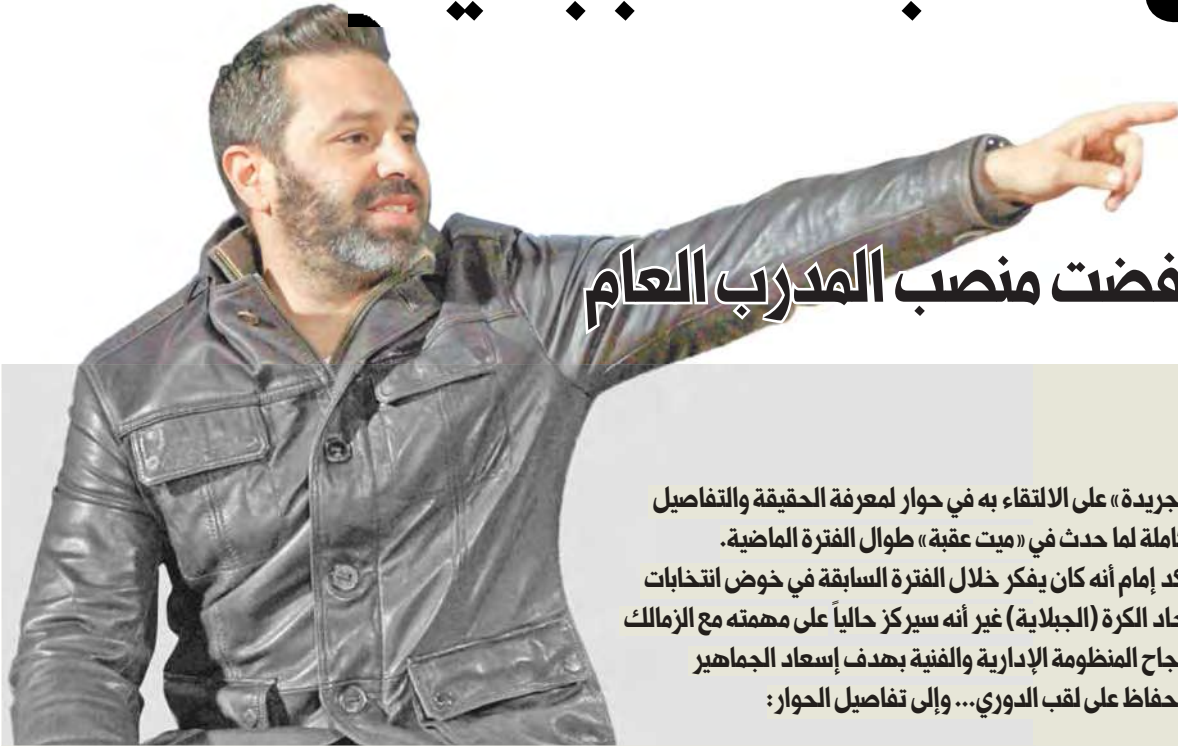 فضت منصب المدرب العام
جريدة» على الالتقاء به في حوار لمعرفة الحقيقة والتفاصيل
املة لما حدث في «ميت عقبة» طوال الفترة الماضية.
كد إمام أنه كان يفكر خلال الفترة السابقة في خوض انتخابات
حاد الكرة (الجبلاية) غير أنه سيركز حالياً على مهمته مع الزمالك
جاح المنظومة الإدارية والفنية بهدف إسعاد الجماهير
حفاظ على لقب الدوري... وإلى تفاصيل الحوار: